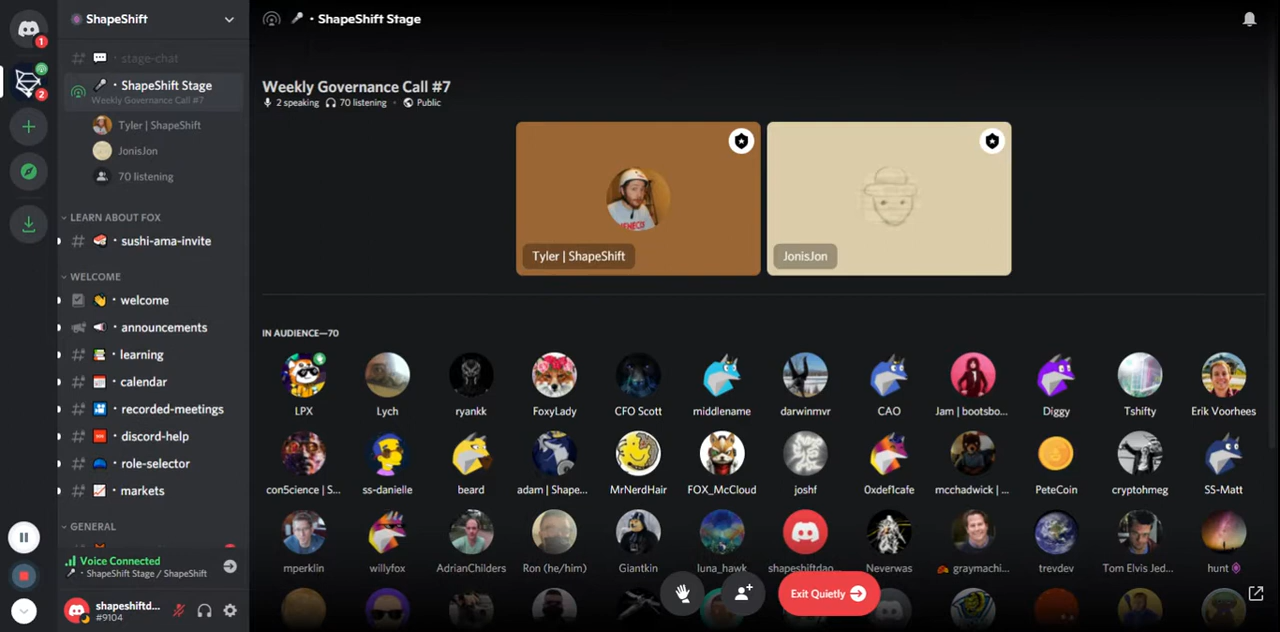 ShapeShift
stage-chat
ShapeShift Stage
Weekly Governance Call #7
Tyler | ShapeShift
JonisJon
70 listening
LEARN ABOUT FOX
sushi-ama-invite
WELCOME
welcome
announcements
learning
calendar
recorded-meetings
discord-help
role-selector
markets
GENERAL
Voice Connected
ShapeShift Stage / ShapeShift
shapeshiftd...
#9104
1
2
ShapeShift Stage
Weekly Governance Call #7
2 speaking 70 listening • Public
Tyler | ShapeShift
JonisJon
IN AUDIENCE—70
LPX Lych ryankk FoxyLady CFO Scott middlename darwinmvr CAO Jam | bootsbo... Diggy Tshifty Erik Voorhees
con5cience | S... ss-danielle beard adam | Shape... MrNerdHair FOX_McCloud joshf 0xdef1cafe mcchadwick | ... PeteCoin cryptohmeg SS-Matt
mperklin willyfox AdrianChilders Ron (he/him) Giantkin luna_hawk shapeshiftdao... Neverwas graymachi... trevdev Tom Elvis Jed... hunt
Exit Quietly